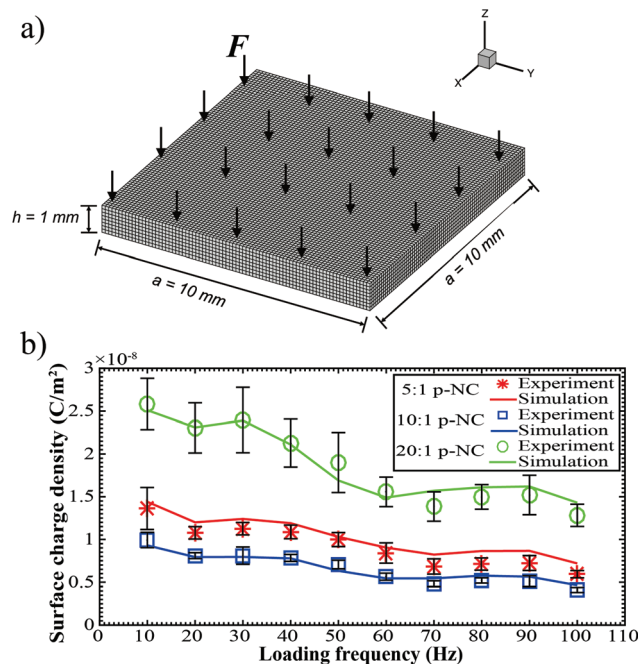 a)
F
Z
X
Y
h = 1 mm
a = 10 mm
a = 10 mm
b)
×10⁻⁸
Surface charge density (C/m²)
3
2.5
2
1.5
1
0.5
0
5:1 p-NC
Experiment
Simulation
10:1 p-NC
Experiment
Simulation
20:1 p-NC
Experiment
Simulation
0 10 20 30 40 50 60 70 80 90 100 110
Loading frequency (Hz)